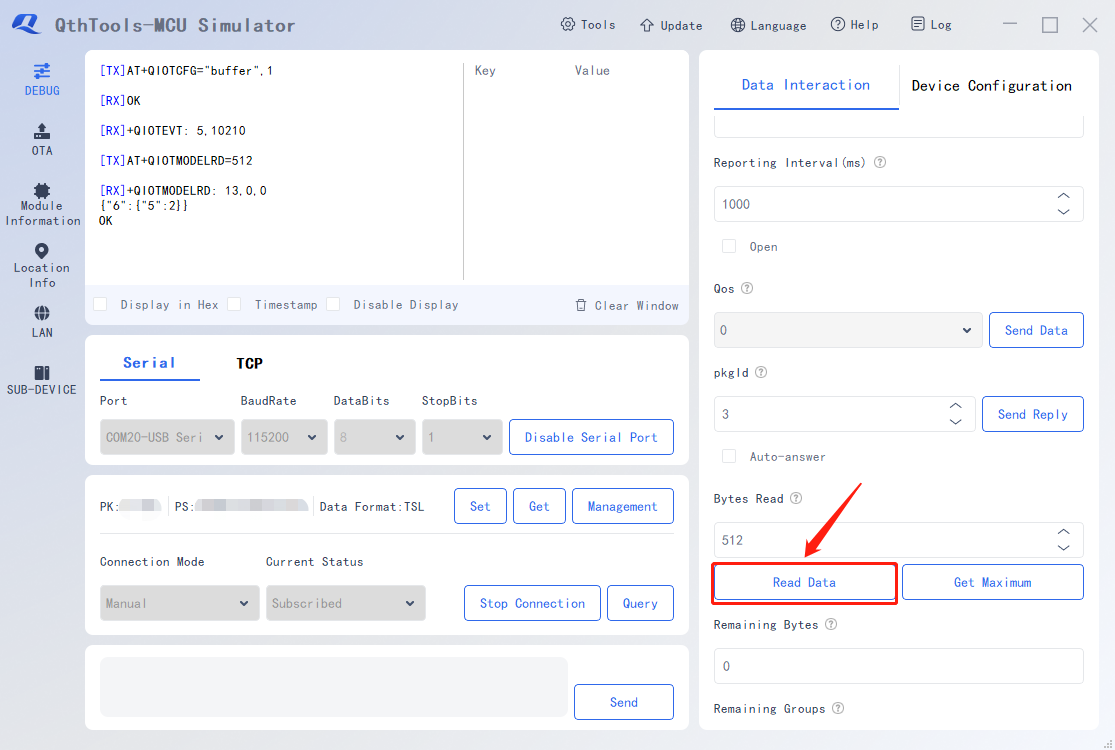 QthTools-MCU Simulator
Tools
Update
Language
Help
Log
DEBUG
OTA
Module
Information
Location
Info
LAN
SUB-DEVICE
[TX]AT+QIOTCFG="buffer",1
[RX]OK
[RX]+QIOTEVT: 5,10210
[TX]AT+QIOTMODELRD=512
[RX]+QIOTMODELRD: 13,0,0
{"6":{"5":2}}
OK
Key Value
Display in Hex Timestamp Disable Display Clear Window
Serial TCP
Port BaudRate DataBits StopBits
COM20-USB Seri 115200 8 1 Disable Serial Port
PK: PS: Data Format:TSL Set Get Management
Connection Mode Current Status
Manual Subscribed Stop Connection Query
Send
Data Interaction Device Configuration
Reporting Interval(ms) ?
1000
Open
Qos ?
0 Send Data
pkgId ?
3 Send Reply
Auto-answer
Bytes Read ?
512
Read Data Get Maximum
Remaining Bytes ?
0
Remaining Groups ?